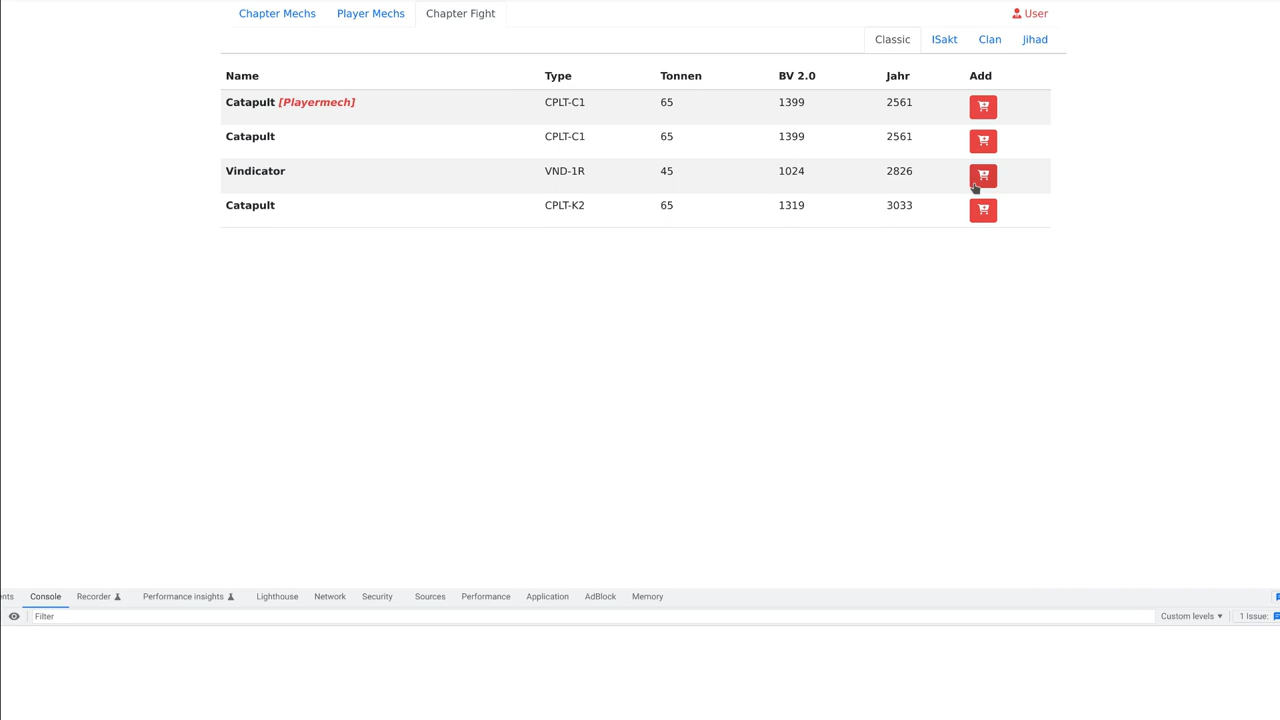 Chapter Mechs Player Mechs Chapter Fight User
Classic ISakt Clan Jihad
Name Type Tonnen BV 2.0 Jahr Add
Catapult [Playermech] CPLT-C1 65 1399 2561
Catapult CPLT-C1 65 1399 2561
Vindicator VND-1R 45 1024 2826
Catapult CPLT-K2 65 1319 3033
nts Console Recorder Performance insights Lighthouse Network Security Sources Performance Application AdBlock Memory
Filter Custom levels ▼ 1 Issue: